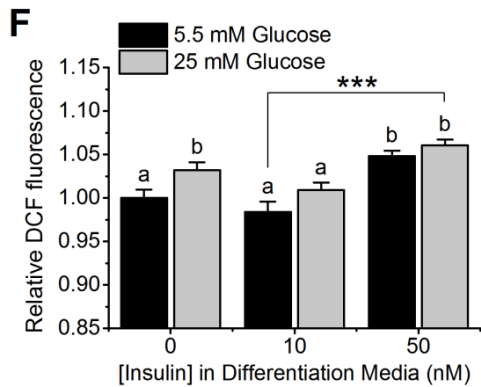 F
5.5 mM Glucose
25 mM Glucose
Relative DCF fluorescence
1.15
1.10
1.05
1.00
0.95
0.90
0.85
***
a b a a b b
0 10 50
[Insulin] in Differentiation Media (nM)